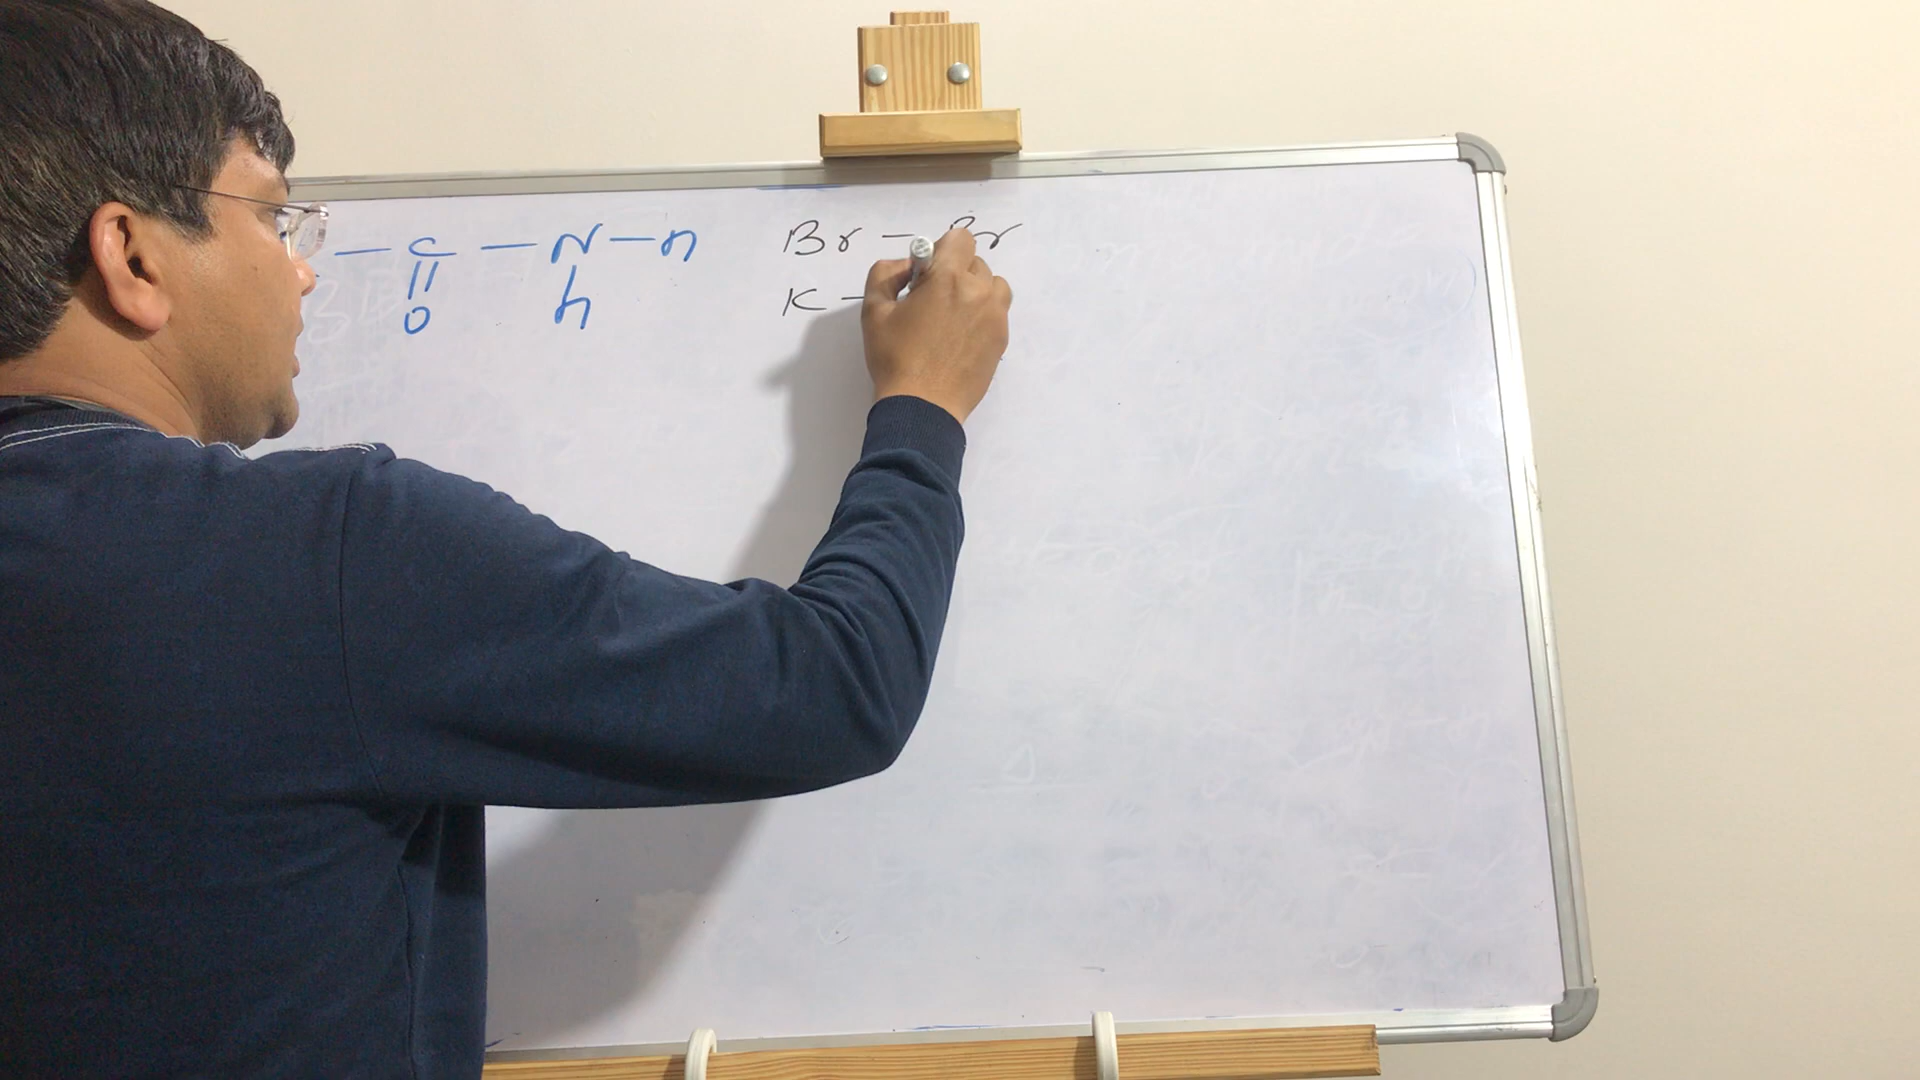 — C — N — H
|| |
O H
Br — Br
K —